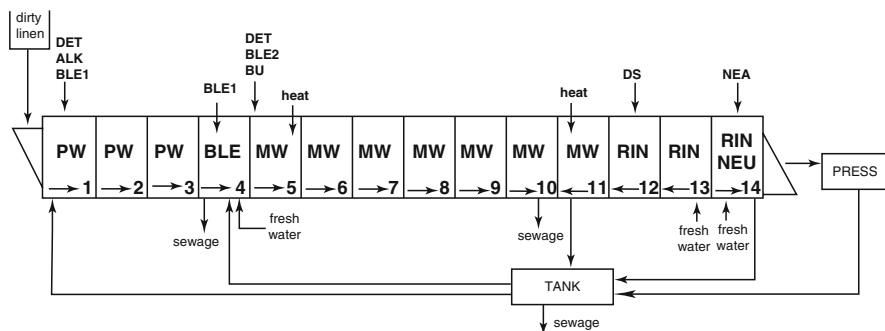 dirty
linen
DET
ALK
BLE1
DET
BLE2
BU
BLE1
heat
heat
DS
NEA
PW
PW
PW
BLE
MW
MW
MW
MW
MW
MW
MW
RIN
RIN
RIN
NEU
1
2
3
4
5
6
7
8
9
10
11
12
13
14
PRESS
sewage
fresh
water
sewage
fresh
water
fresh
water
TANK
sewage